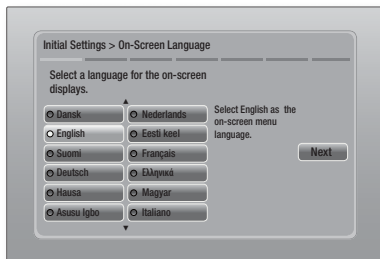 Initial Settings > On-Screen Language
Select a language for the on-screen
displays.
Dansk
English
Suomi
Deutsch
Hausa
Asusu Igbo
Nederlands
Eesti keel
Français
Ελληνικά
Magyar
Italiano
Select English as the
on-screen menu
language.
Next